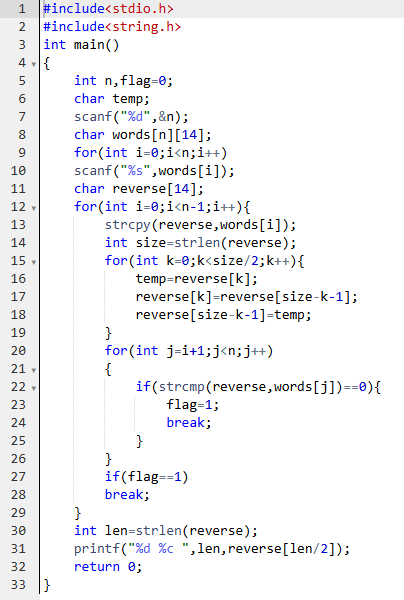 1 #include<stdio.h>
2 #include<string.h>
3 int main()
4 {
5     int n,flag=0;
6     char temp;
7     scanf("%d",&n);
8     char words[n][14];
9     for(int i=0;i<n;i++)
10     scanf("%s",words[i]);
11     char reverse[14];
12     for(int i=0;i<n-1;i++){
13         strcpy(reverse,words[i]);
14         int size=strlen(reverse);
15         for(int k=0;k<size/2;k++){
16             temp=reverse[k];
17             reverse[k]=reverse[size-k-1];
18             reverse[size-k-1]=temp;
19         }
20         for(int j=i+1;j<n;j++)
21         {
22             if(strcmp(reverse,words[j])==0){
23                 flag=1;
24                 break;
25             }
26         }
27         if(flag==1)
28         break;
29     }
30     int len=strlen(reverse);
31     printf("%d %c ",len,reverse[len/2]);
32     return 0;
33 }